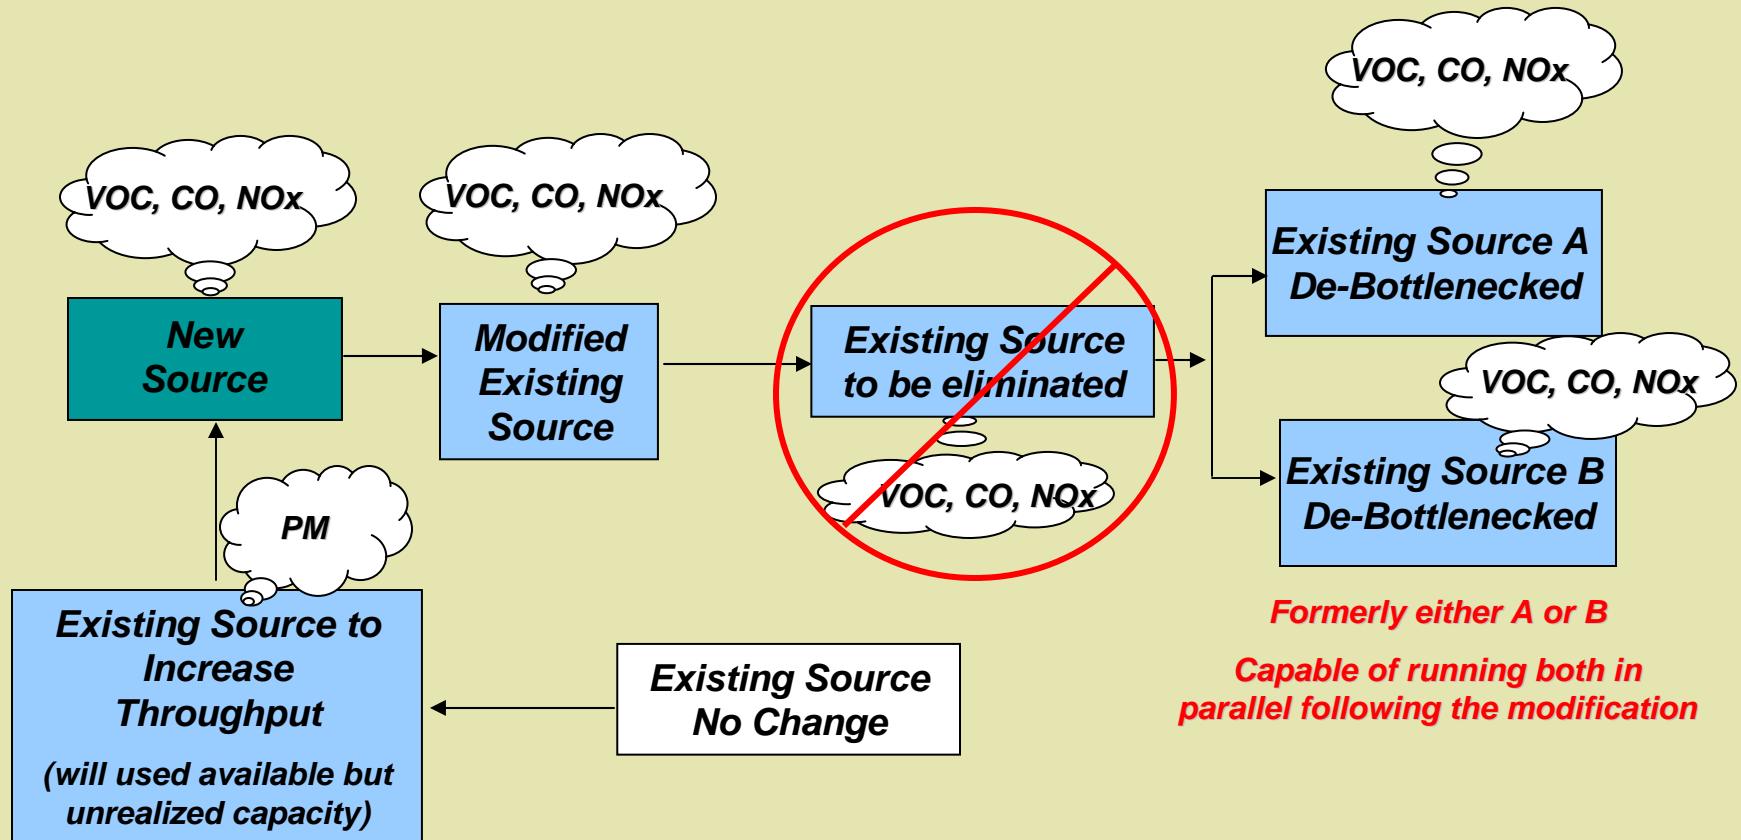 VOC, CO, NOx
New
Source
VOC, CO, NOx
Modified
Existing
Source
Existing Source
to be eliminated
VOC, CO, NOx
VOC, CO, NOx
Existing Source A
De-Bottlenecked
VOC, CO, NOx
Existing Source B
De-Bottlenecked
Formerly either A or B
Capable of running both in
parallel following the modification
PM
Existing Source to
Increase
Throughput
(will used available but
unrealized capacity)
Existing Source
No Change